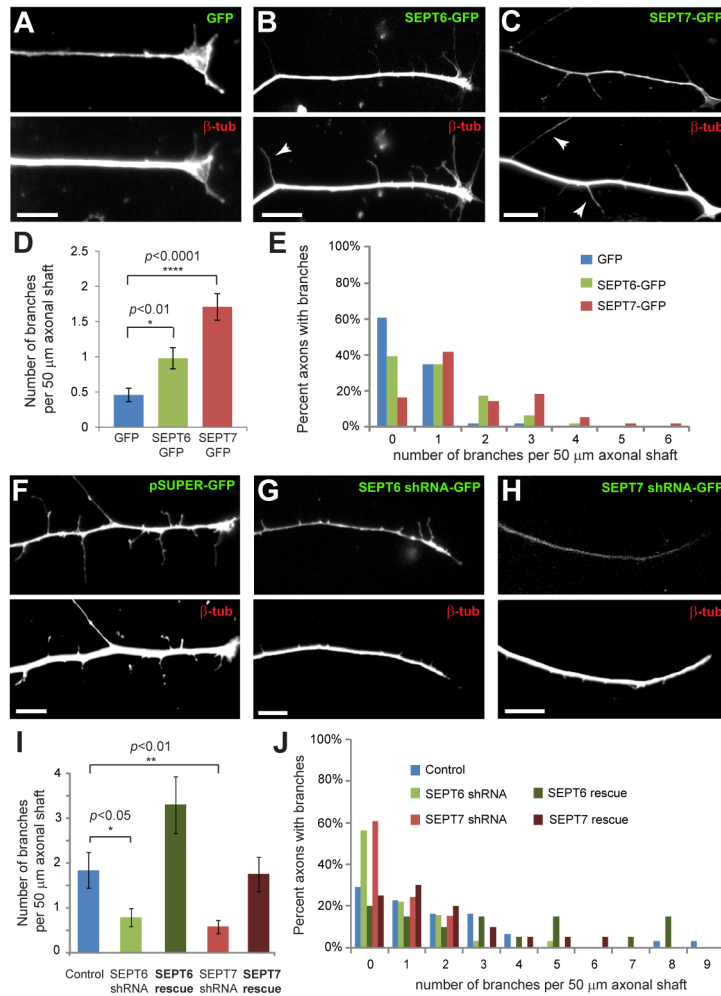 A
GFP
β-tub
B
SEPT6-GFP
β-tub
C
SEPT7-GFP
β-tub
D
Number of branches
per 50 μm axonal shaft
2.5
2
1.5
1
0.5
0
p<0.0001
****
p<0.01
*
GFP
SEPT6
GFP
SEPT7
GFP
E
Percent axons with branches
100%
80%
60%
40%
20%
0%
GFP
SEPT6-GFP
SEPT7-GFP
0 1 2 3 4 5 6
number of branches per 50 μm axonal shaft
F
pSUPER-GFP
β-tub
G
SEPT6 shRNA-GFP
β-tub
H
SEPT7 shRNA-GFP
β-tub
I
Number of branches
per 50 μm axonal shaft
4
3
2
1
0
p<0.01
**
p<0.05
*
Control
SEPT6
shRNA
SEPT6
rescue
SEPT7
shRNA
SEPT7
rescue
J
Percent axons with branches
100%
80%
60%
40%
20%
0%
Control
SEPT6 shRNA
SEPT6 rescue
SEPT7 shRNA
SEPT7 rescue
0 1 2 3 4 5 6 7 8 9
number of branches per 50 μm axonal shaft